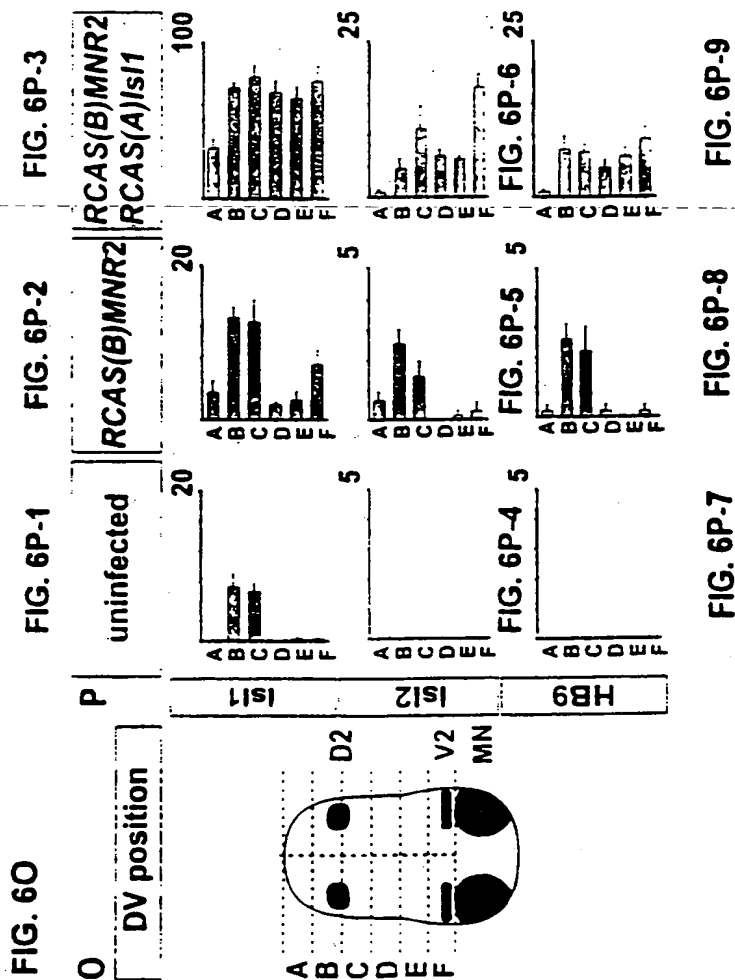 FIG. 6O
O
DV position
A
B
C
D
E
F
D2
V2
MN
P
FIG. 6P-1
FIG. 6P-2
FIG. 6P-3
uninfected
RCAS(B)MNR2
RCAS(B)MNR2
RCAS(A)Isl1
Isl1
20
A
B
C
D
E
F
20
A
B
C
D
E
F
100
A
B
C
D
E
F
Isl2
5
A
B
C
D
E
F
5
A
B
C
D
E
F
25
A
B
C
D
E
F
FIG. 6P-4
FIG. 6P-5
FIG. 6P-6
HB9
5
A
B
C
D
E
F
5
A
B
C
D
E
F
25
A
B
C
D
E
F
FIG. 6P-7
FIG. 6P-8
FIG. 6P-9